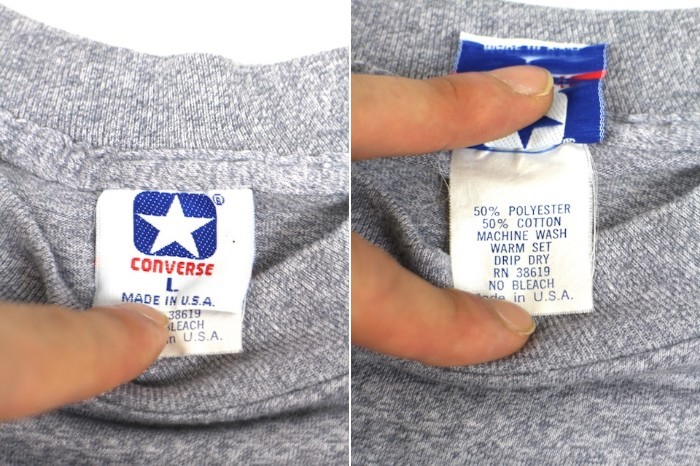 ®
CONVERSE
L
MADE IN U.S.A.
38619
BLEACH
in U.S.A.
50% POLYESTER
50% COTTON
MACHINE WASH
WARM SET
DRIP DRY
RN 38619
NO BLEACH
in U.S.A.